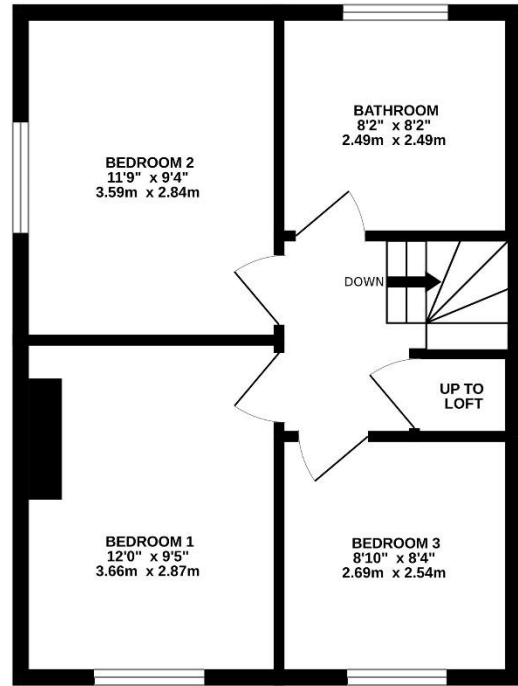 BATHROOM
8'2" x 8'2"
2.49m x 2.49m
BEDROOM 2
11'9" x 9'4"
3.59m x 2.84m
DOWN
UP TO
LOFT
BEDROOM 1
12'0" x 9'5"
3.66m x 2.87m
BEDROOM 3
8'10" x 8'4"
2.69m x 2.54m